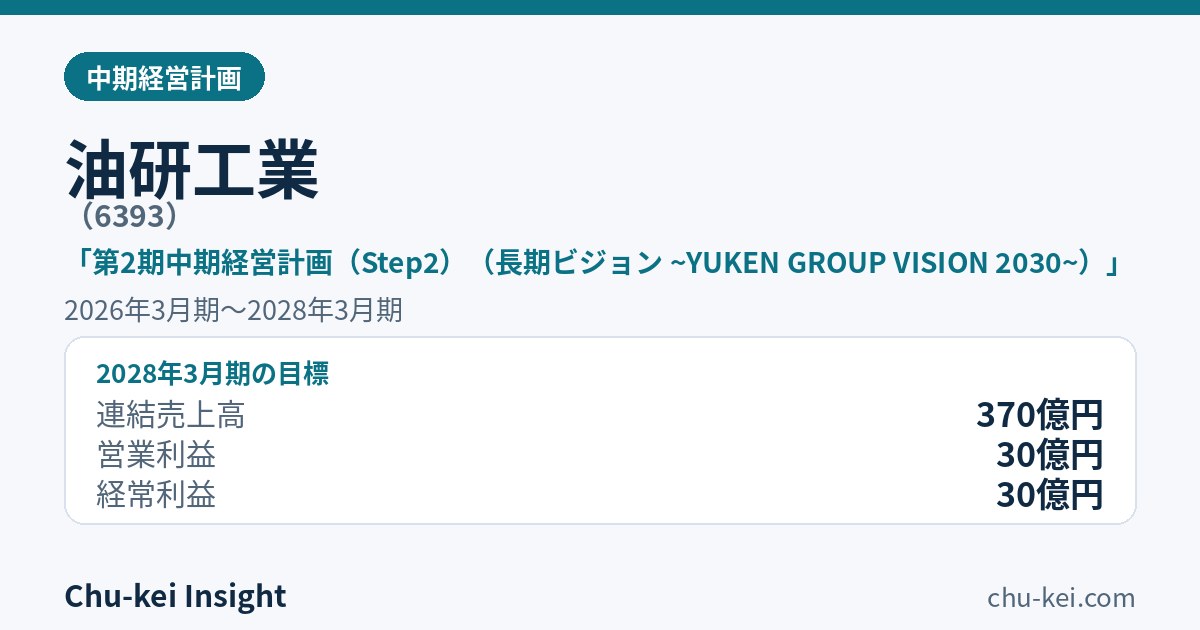 中期経営計画
油研工業
（6393）
「第2期中期経営計画（Step2）（長期ビジョン ~YUKEN GROUP VISION 2030~）」
2026年3月期〜2028年3月期
2028年3月期の目標
連結売上高 370億円
営業利益 30億円
経常利益 30億円
Chu-kei Insight chu-kei.com